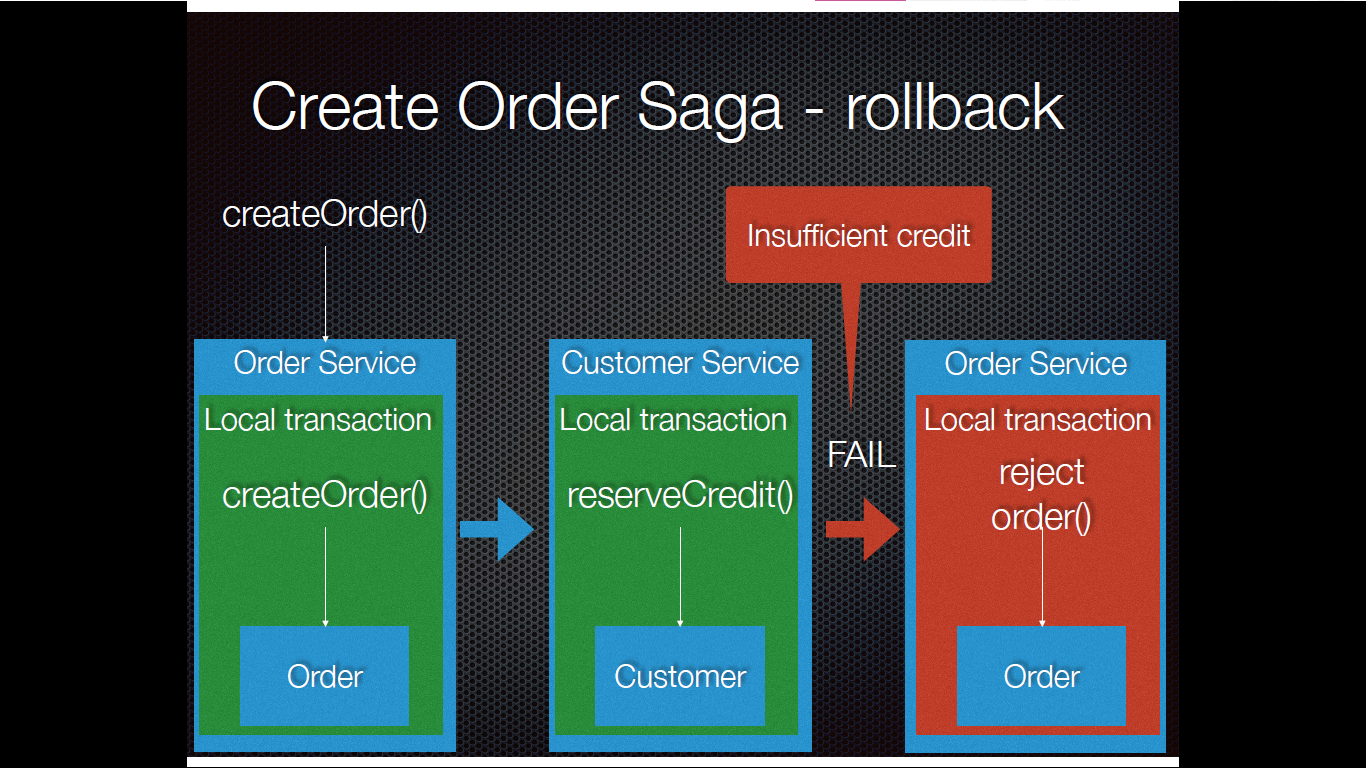 Create Order Saga - rollback
createOrder()
Insufficient credit
Order Service
Local transaction
createOrder()
Order
Customer Service
Local transaction
reserveCredit()
Customer
FAIL
Order Service
Local transaction
reject
order()
Order